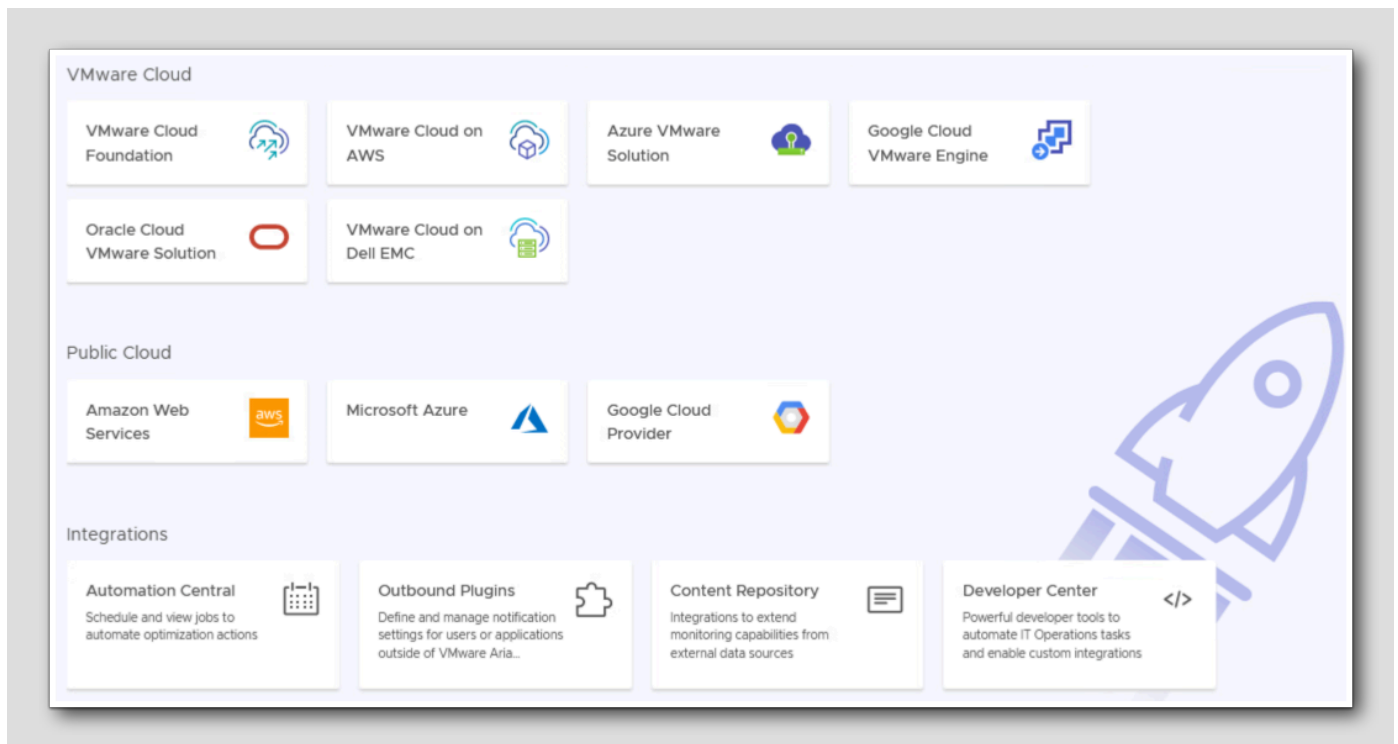 VMware Cloud
VMware Cloud
Foundation
VMware Cloud on
AWS
Azure VMware
Solution
Google Cloud
VMware Engine
Oracle Cloud
VMware Solution
VMware Cloud on
Dell EMC
Public Cloud
Amazon Web
Services
aws
Microsoft Azure
Google Cloud
Provider
Integrations
Automation Central
Schedule and view jobs to
automate optimization actions
Outbound Plugins
Define and manage notification
settings for users or applications
outside of VMware Aria...
Content Repository
Integrations to extend
monitoring capabilities from
external data sources
Developer Center
</>
Powerful developer tools to
automate IT Operations tasks
and enable custom integrations